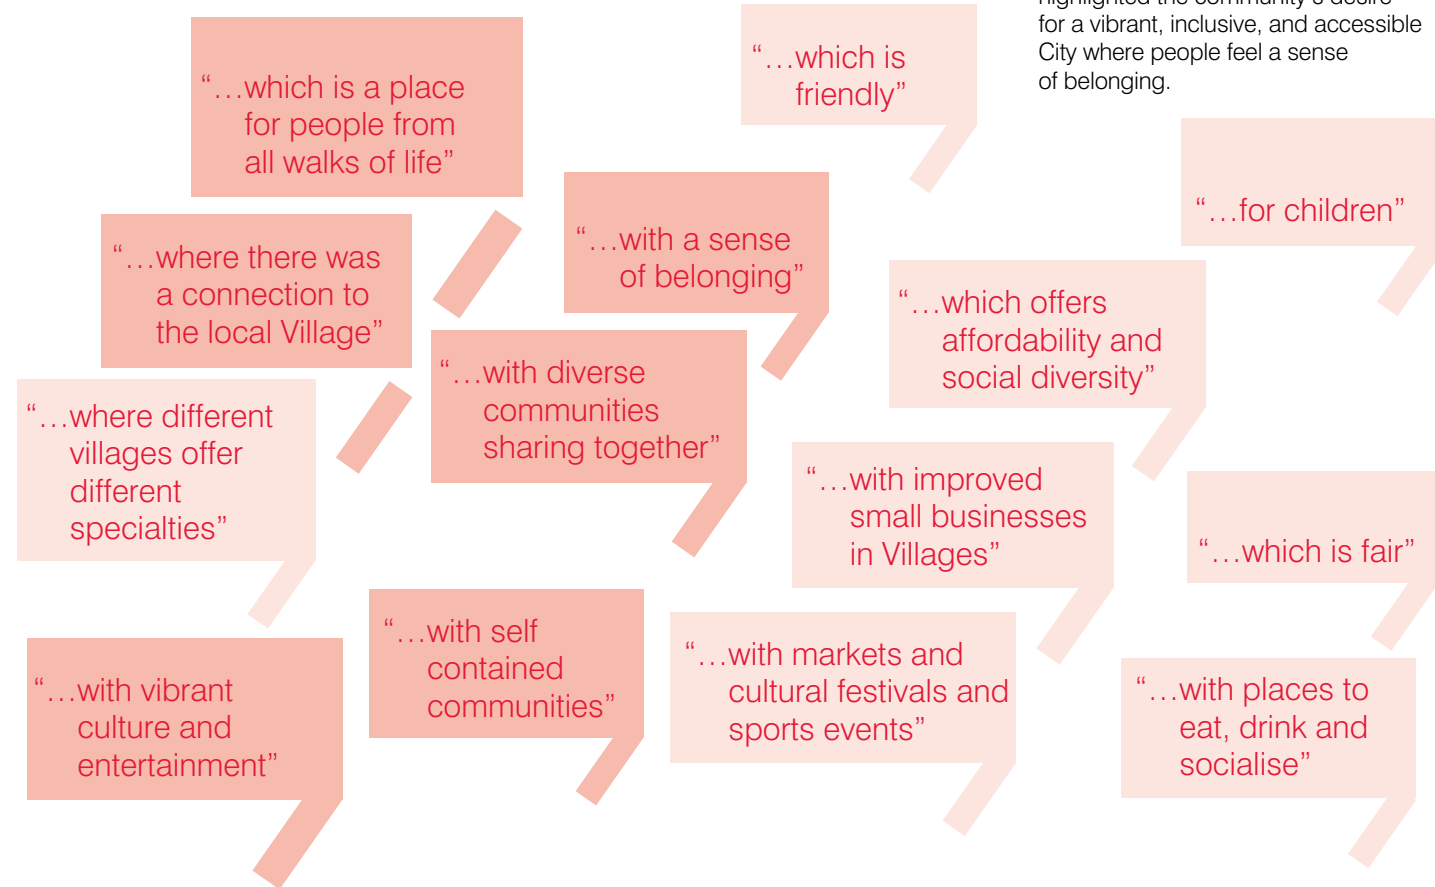 highlighted the community's desire
for a vibrant, inclusive, and accessible
City where people feel a sense
of belonging.
“…which is a place
for people from
all walks of life”
“…which is
friendly”
“…for children”
“…where there was
a connection to
the local Village”
“…with a sense
of belonging”
“…which offers
affordability and
social diversity”
“…where different
villages offer
different
specialties”
“…with diverse
communities
sharing together”
“…with improved
small businesses
in Villages”
“…which is fair”
“…with vibrant
culture and
entertainment”
“…with self
contained
communities”
“…with markets and
cultural festivals and
sports events”
“…with places to
eat, drink and
socialise”